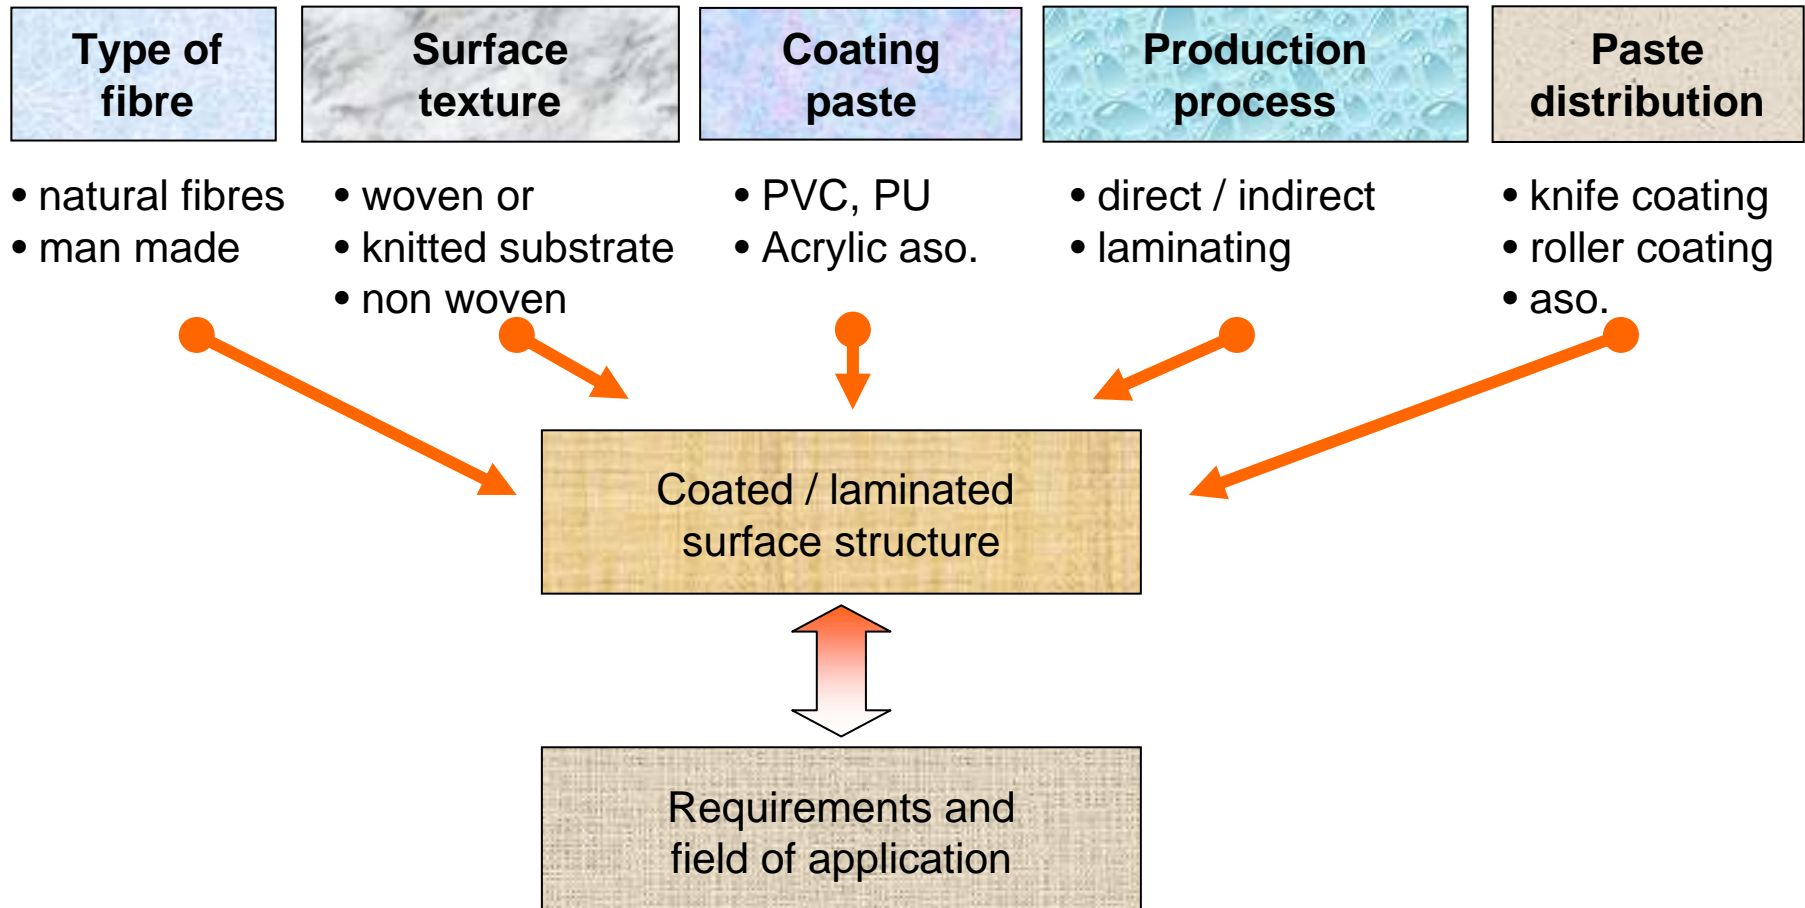 Type of
fibre
Surface
texture
Coating
paste
Production
process
Paste
distribution
• natural fibres
• man made
• woven or
• knitted substrate
• non woven
• PVC, PU
• Acrylic aso.
• direct / indirect
• laminating
• knife coating
• roller coating
• aso.
Coated / laminated
surface structure
Requirements and
field of application